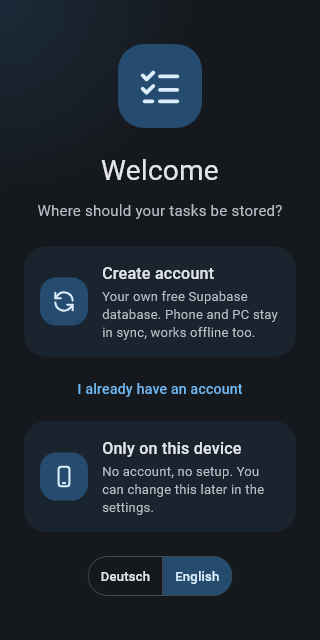 Welcome
Where should your tasks be stored?
Create account
Your own free Supabase
database. Phone and PC stay
in sync, works offline too.
I already have an account
Only on this device
No account, no setup. You
can change this later in the
settings.
Deutsch
English